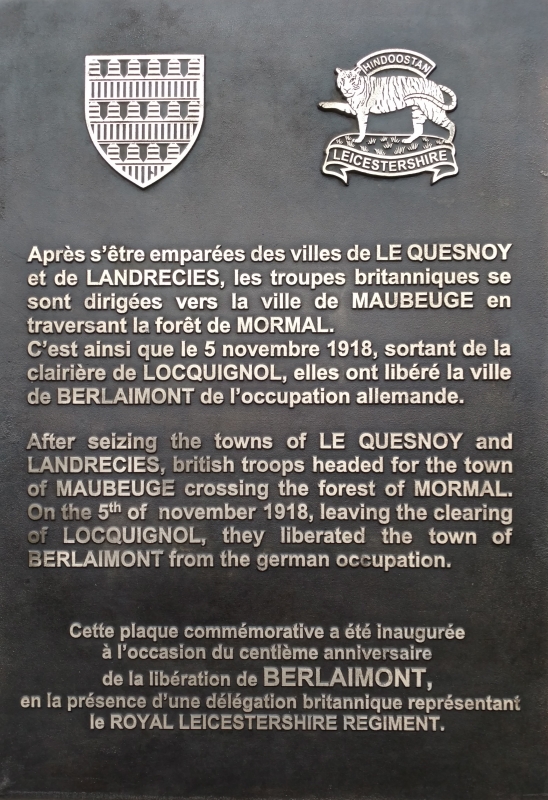 HINDOOSTAN
LEICESTERSHIRE
Après s'être emparées des villes de LE QUESNOY
et de LANDRECIES, les troupes britanniques se
sont dirigées vers la ville de MAUBEUGE en
traversant la forêt de MORMAL.
C'est ainsi que le 5 novembre 1918, sortant de la
clairière de LOCQUIGNOL, elles ont libéré la ville
de BERLAIMONT de l'occupation allemande.
After seizing the towns of LE QUESNOY and
LANDRECIES, british troops headed for the town
of MAUBEUGE crossing the forest of MORMAL.
On the 5th of november 1918, leaving the clearing
of LOCQUIGNOL, they liberated the town of
BERLAIMONT from the german occupation.
Cette plaque commémorative a été inaugurée
à l'occasion du centième anniversaire
de la libération de BERLAIMONT,
en la présence d'une délégation britannique représentant
le ROYAL LEICESTERSHIRE REGIMENT.